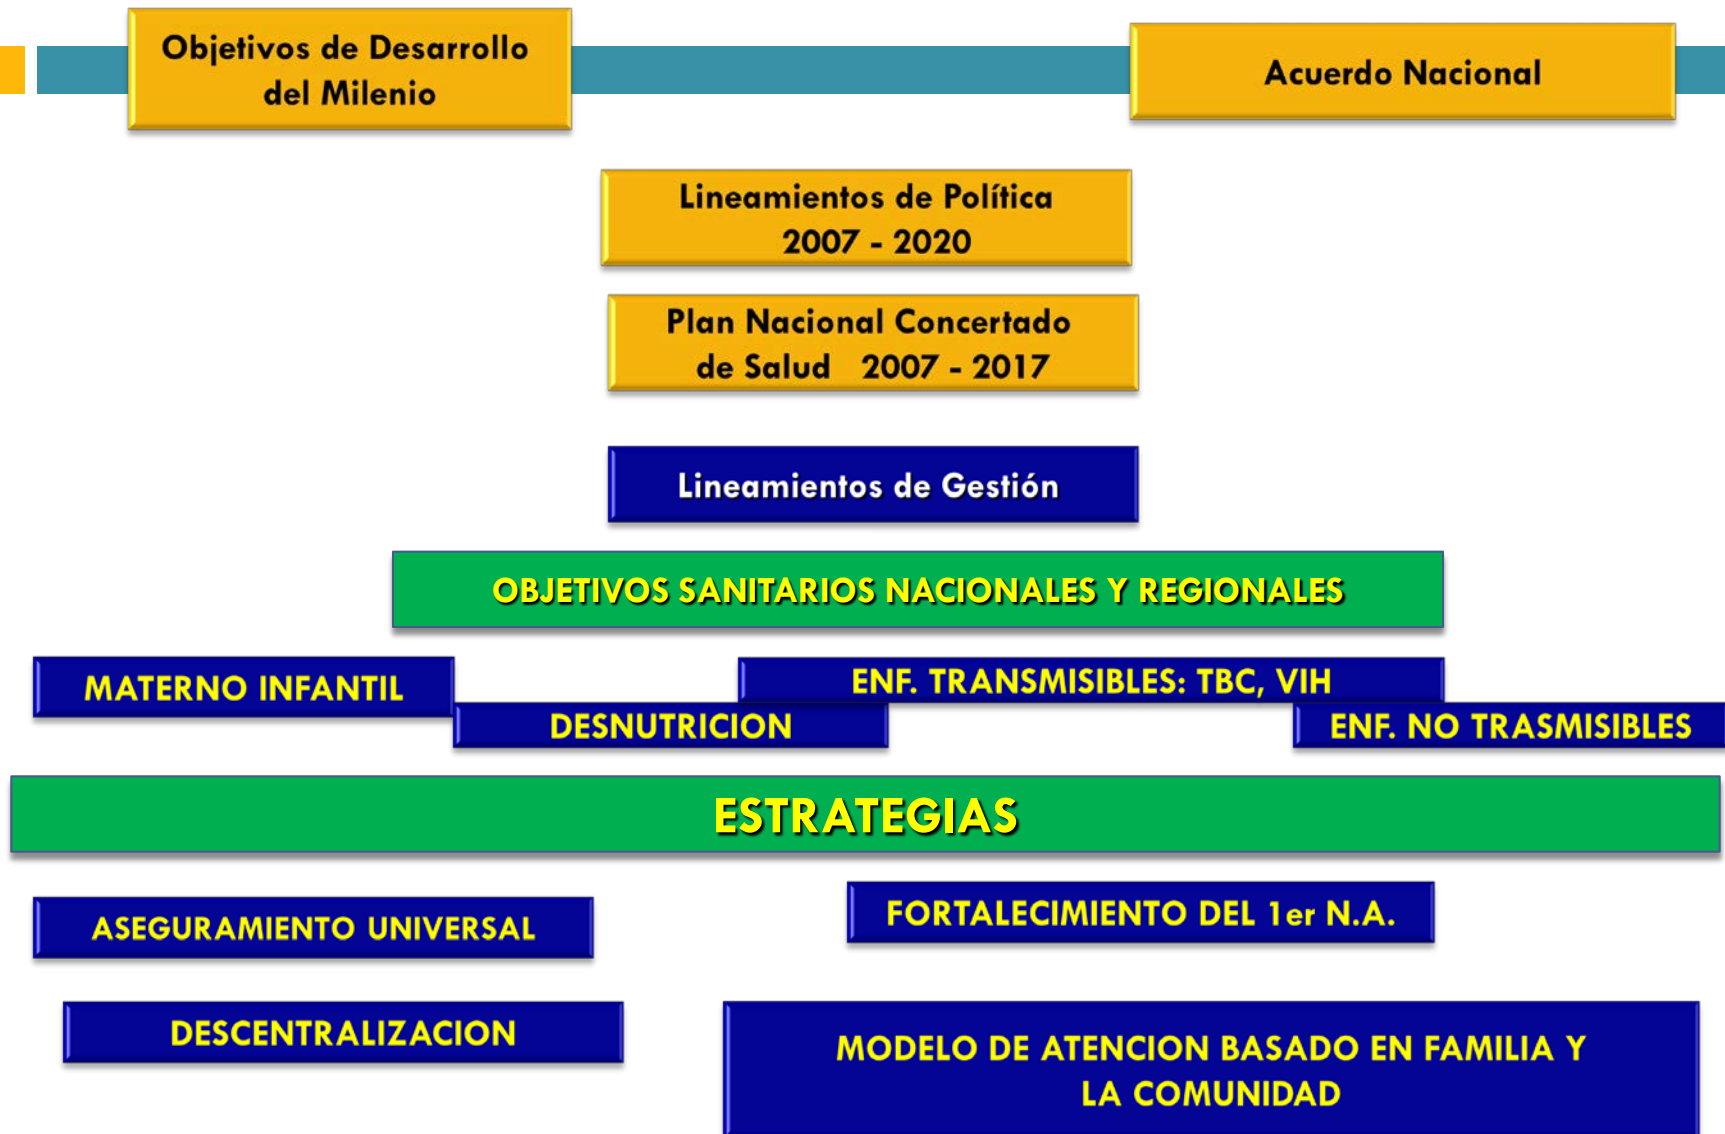 Objetivos de Desarrollo
del Milenio
Acuerdo Nacional
Lineamientos de Política
2007 - 2020
Plan Nacional Concertado
de Salud 2007 - 2017
Lineamientos de Gestión
OBJETIVOS SANITARIOS NACIONALES Y REGIONALES
MATERNO INFANTIL
ENF. TRANSMISIBLES: TBC, VIH
DESNUTRICION
ENF. NO TRASMISIBLES
ESTRATEGIAS
ASEGURAMIENTO UNIVERSAL
FORTALECIMIENTO DEL 1er N.A.
DESCENTRALIZACION
MODELO DE ATENCION BASADO EN FAMILIA Y
LA COMUNIDAD